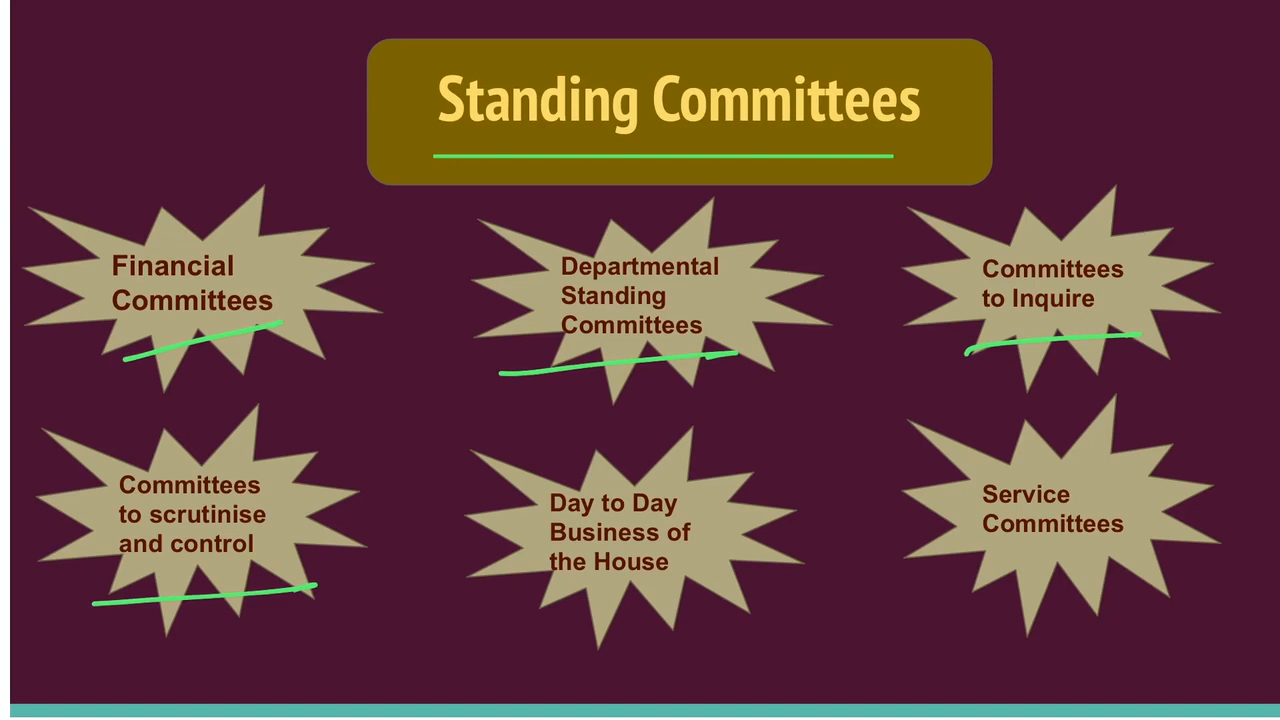 Standing Committees
Financial
Committees
Departmental
Standing
Committees
Committees
to Inquire
Committees
to scrutinise
and control
Day to Day
Business of
the House
Service
Committees